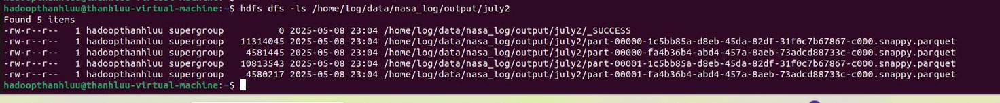 hadoopthanhluu@thanhluu-virtual-machine:~$ hdfs dfs -ls /home/log/data/nasa_log/output/july2
Found 5 items
-rw-r--r--   1 hadoopthanhluu supergroup          0 2025-05-08 23:04 /home/log/data/nasa_log/output/july2/_SUCCESS
-rw-r--r--   1 hadoopthanhluu supergroup   11314045 2025-05-08 23:04 /home/log/data/nasa_log/output/july2/part-00000-1c5bb85a-d8eb-45da-82df-31f0c7b67867-c000.snappy.parquet
-rw-r--r--   1 hadoopthanhluu supergroup    4581445 2025-05-08 23:04 /home/log/data/nasa_log/output/july2/part-00000-fa4b36b4-abd4-457a-8aeb-73adcd88733c-c000.snappy.parquet
-rw-r--r--   1 hadoopthanhluu supergroup   10813543 2025-05-08 23:04 /home/log/data/nasa_log/output/july2/part-00001-1c5bb85a-d8eb-45da-82df-31f0c7b67867-c000.snappy.parquet
-rw-r--r--   1 hadoopthanhluu supergroup    4580217 2025-05-08 23:04 /home/log/data/nasa_log/output/july2/part-00001-fa4b36b4-abd4-457a-8aeb-73adcd88733c-c000.snappy.parquet
hadoopthanhluu@thanhluu-virtual-machine:~$